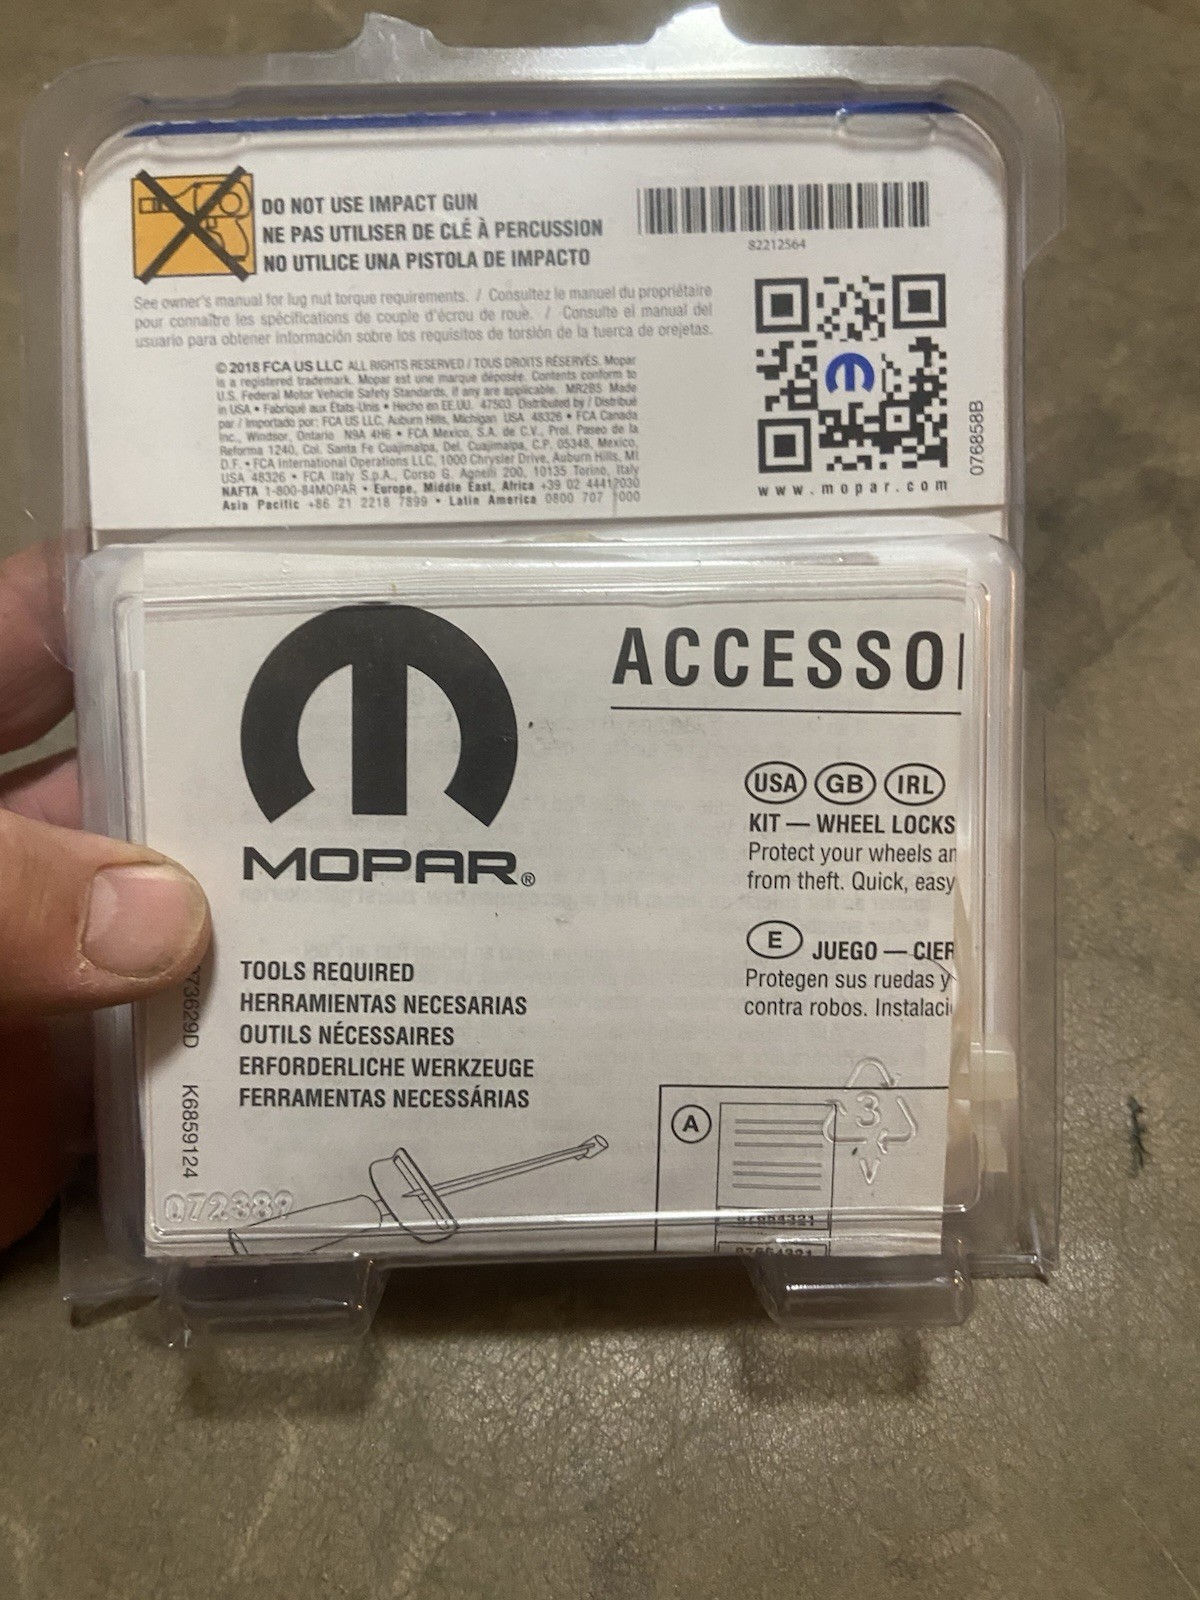 DO NOT USE IMPACT GUN
NE PAS UTILISER DE CLÉ À PERCUSSION
NO UTILICE UNA PISTOLA DE IMPACTO
82212564
See owner's manual for lug nut torque requirements. / Consultez le manuel du propriétaire
pour connaître les spécifications de couple d'écrou de roue. / Consulte el manual del
usuario para obtener información sobre los requisitos de torsión de la tuerca de orejetas.
© 2018 FCA US LLC ALL RIGHTS RESERVED / TOUS DROITS RÉSERVÉS. Mopar
is a registered trademark. Mopar est une marque déposée. Contents conform to
U.S. Federal Motor Vehicle Safety Standards, if any are applicable. MR2B5 Made
in USA • Fabriqué aux États-Unis • Hecho en EE.UU. 47503 Distributed by / Distribué
par / Importado por: FCA US LLC, Auburn Hills, Michigan USA 48326 • FCA Canada
Inc., Windsor, Ontario N9A 4H6 • FCA Mexico, S.A. de C.V., Prol. Paseo de la
Reforma 1240, Col. Santa Fe Cuajimalpa, Del. Cuajimalpa, C.P. 05348, Mexico,
D.F. • FCA International Operations LLC, 1000 Chrysler Drive, Auburn Hills, MI
USA 48326 • FCA Italy S.p.A., Corso G. Agnelli 200, 10135 Torino, Italy
NAFTA 1-800-84MOPAR • Europe, Middle East, Africa +39 02 44412030
Asia Pacific +86 21 2218 7899 • Latin America 0800 707 1000
www.mopar.com
076858B
ACCESSO
MOPAR®
USA GB IRL
KIT — WHEEL LOCKS
Protect your wheels an
from theft. Quick, easy
E JUEGO — CIER
Protegen sus ruedas y
contra robos. Instalaci
TOOLS REQUIRED
HERRAMIENTAS NECESARIAS
OUTILS NÉCESSAIRES
ERFORDERLICHE WERKZEUGE
FERRAMENTAS NECESSÁRIAS
73629D K6859124
072389
A
3
V
87654321
87654321